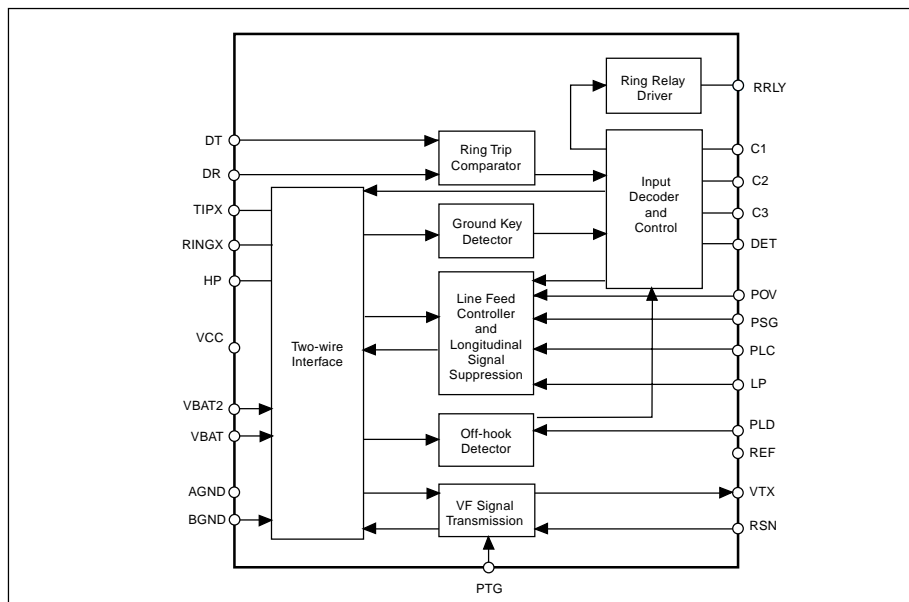 Ring Relay
Driver
RRLY
DT
Ring Trip
Comparator
C1
DR
Input
Decoder
and
Control
C2
TIPX
Ground Key
Detector
C3
RINGX
DET
HP
Line Feed
Controller
and
Longitudinal
Signal
Suppression
POV
PSG
VCC
Two-wire
Interface
PLC
LP
VBAT2
VBAT
Off-hook
Detector
PLD
REF
AGND
VF Signal
Transmission
VTX
BGND
RSN
PTG